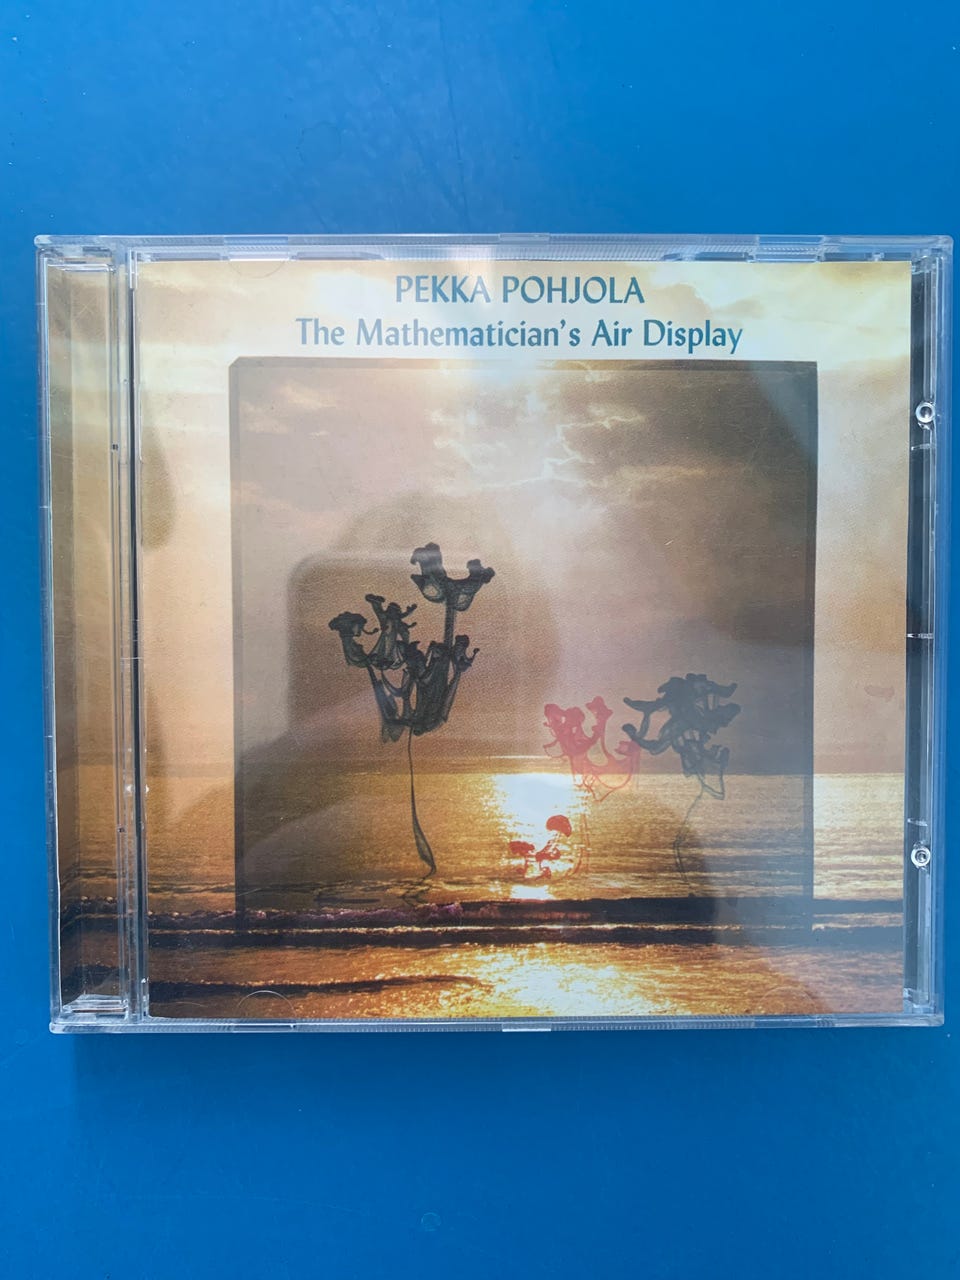 PEKKA POHJOLA
The Mathematician's Air Display